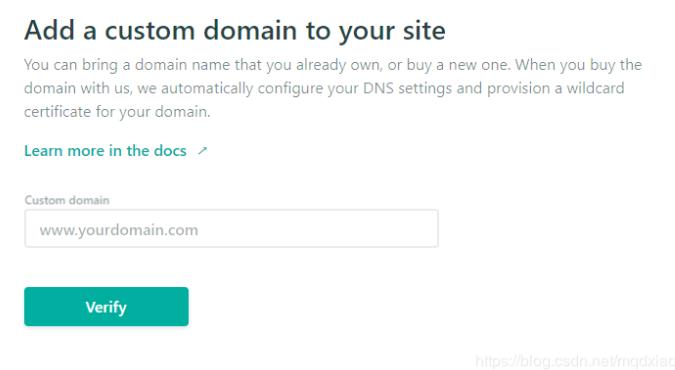 Add a custom domain to your site
You can bring a domain name that you already own, or buy a new one. When you buy the
domain with us, we automatically configure your DNS settings and provision a wildcard
certificate for your domain.
Learn more in the docs ↗
Custom domain
www.yourdomain.com
Verify
https://blog.csdn.net/mqdxiao